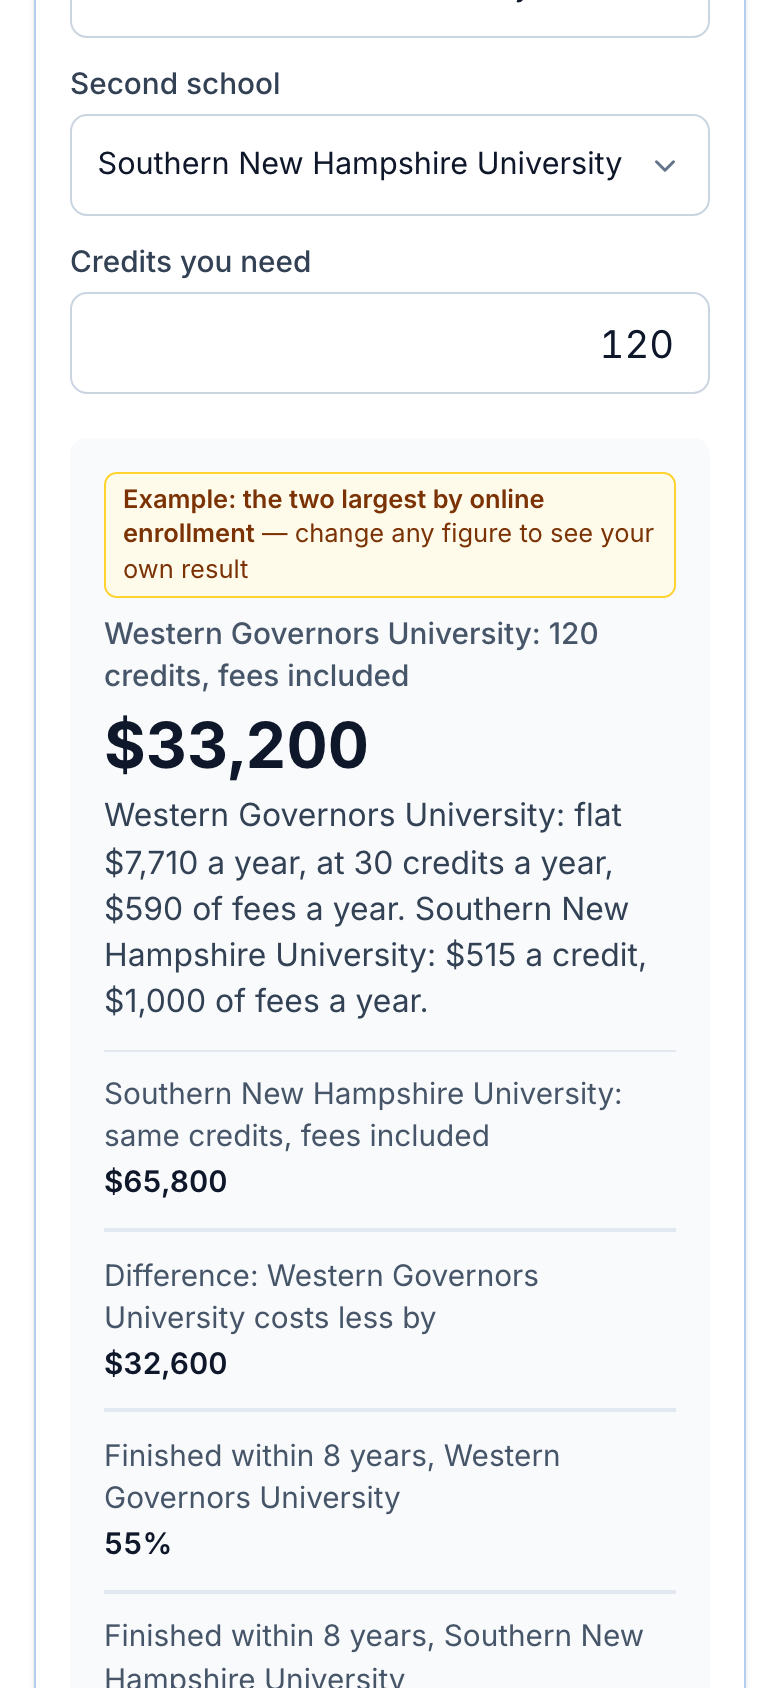 Second school
Southern New Hampshire University
Credits you need
120
Example: the two largest by online
enrollment — change any figure to see your
own result
Western Governors University: 120
credits, fees included
$33,200
Western Governors University: flat
$7,710 a year, at 30 credits a year,
$590 of fees a year. Southern New
Hampshire University: $515 a credit,
$1,000 of fees a year.
Southern New Hampshire University:
same credits, fees included
$65,800
Difference: Western Governors
University costs less by
$32,600
Finished within 8 years, Western
Governors University
55%
Finished within 8 years, Southern New
Hampshire University